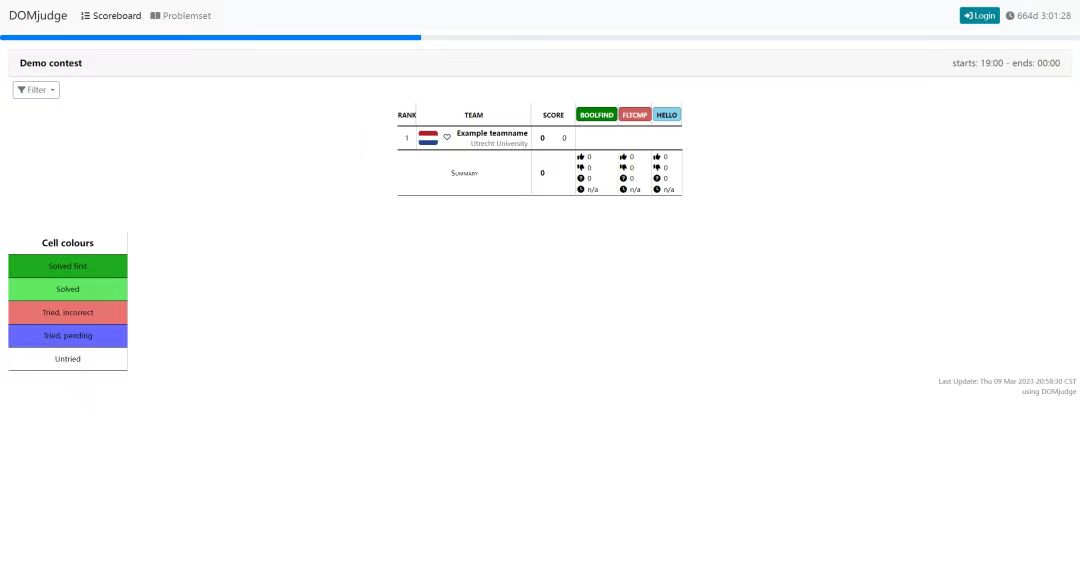 DOMjudge Scoreboard Problemset Login 664d 3:01:28
Demo contest starts: 19:00 - ends: 00:00
Filter
RANK TEAM SCORE BOOLFIND FLTCMP HELLO
1 Example teamname 0 0
Utrecht University
SUMMARY 0
0 0 0
0 0 0
0 0 0
n/a n/a n/a
Cell colours
Solved first
Solved
Tried, incorrect
Tried, pending
Untried
Last Update: Thu 09 Mar 2023 20:58:30 CST
using DOMjudge